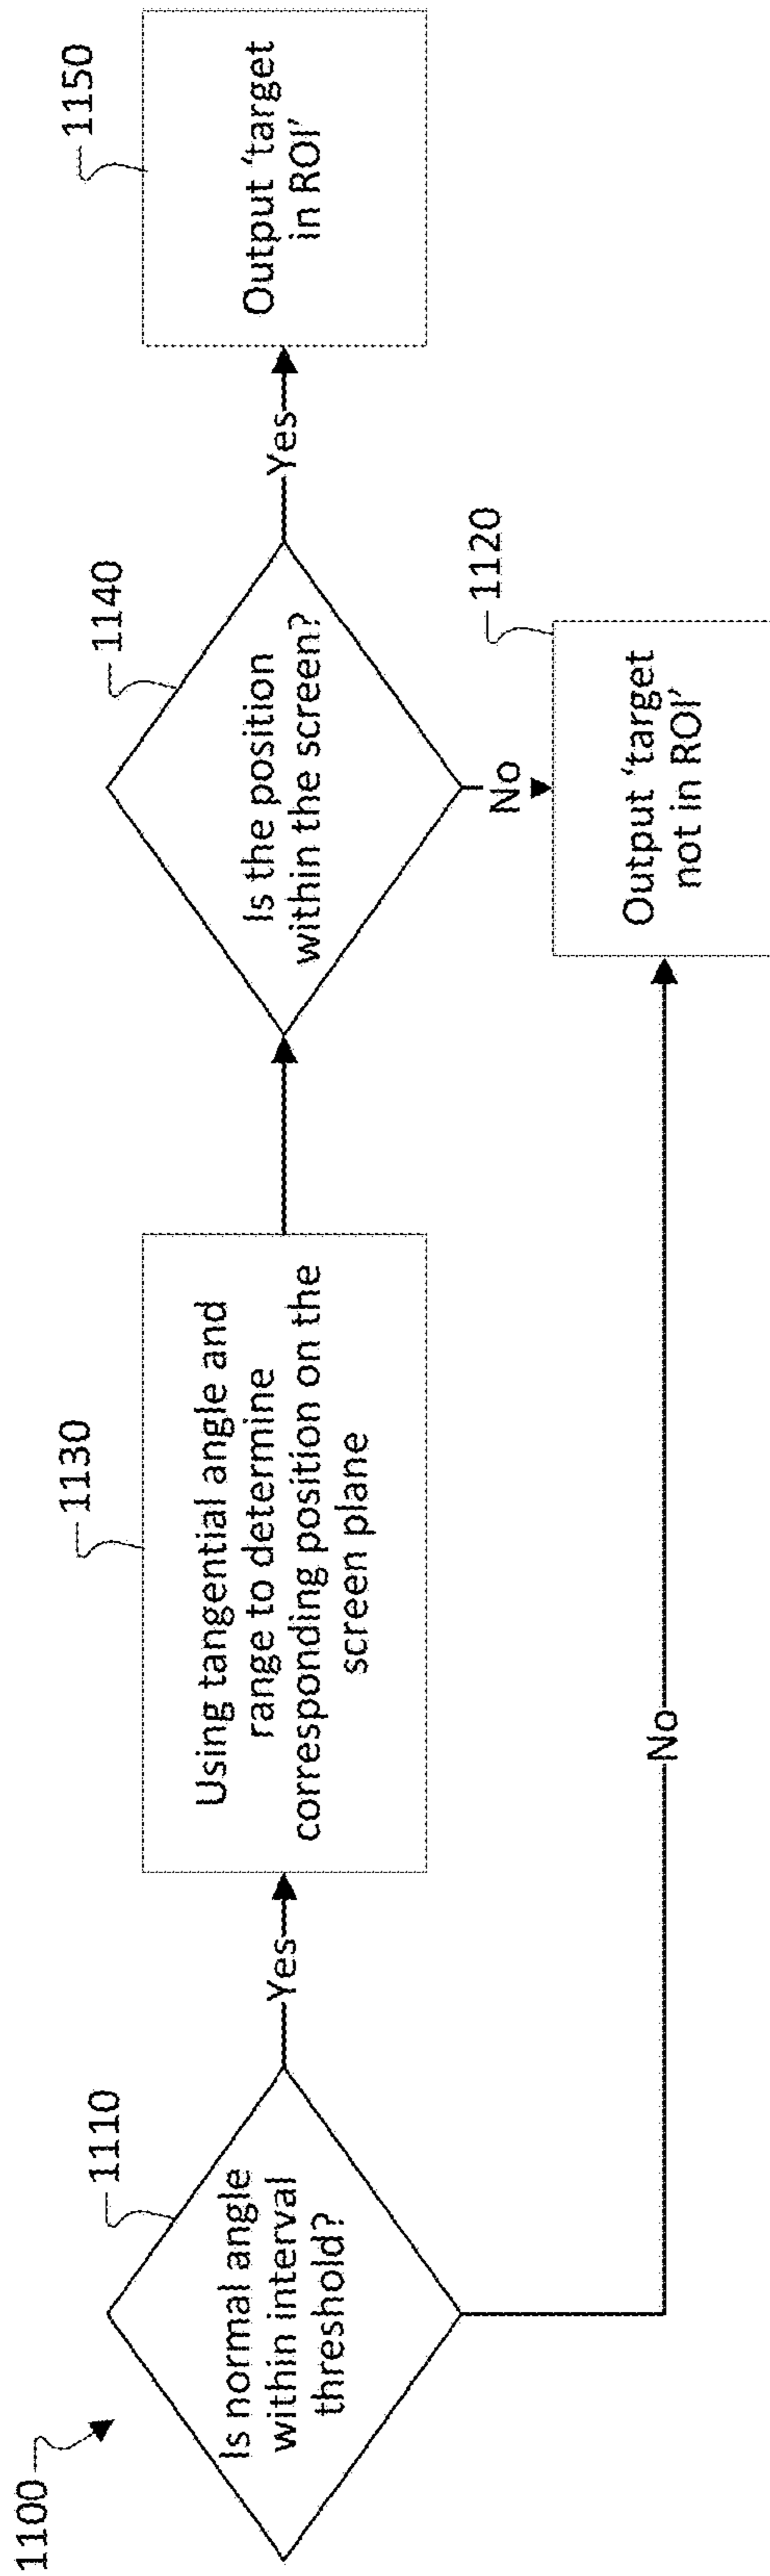 1100
1110
Is normal angle
within interval
threshold?
Yes
No
1130
Using tangential angle and
range to determine
corresponding position on the
screen plane
1140
Is the position
within the screen?
Yes
No
1150
Output ‘target
in ROI’
1120
Output ‘target
not in ROI’